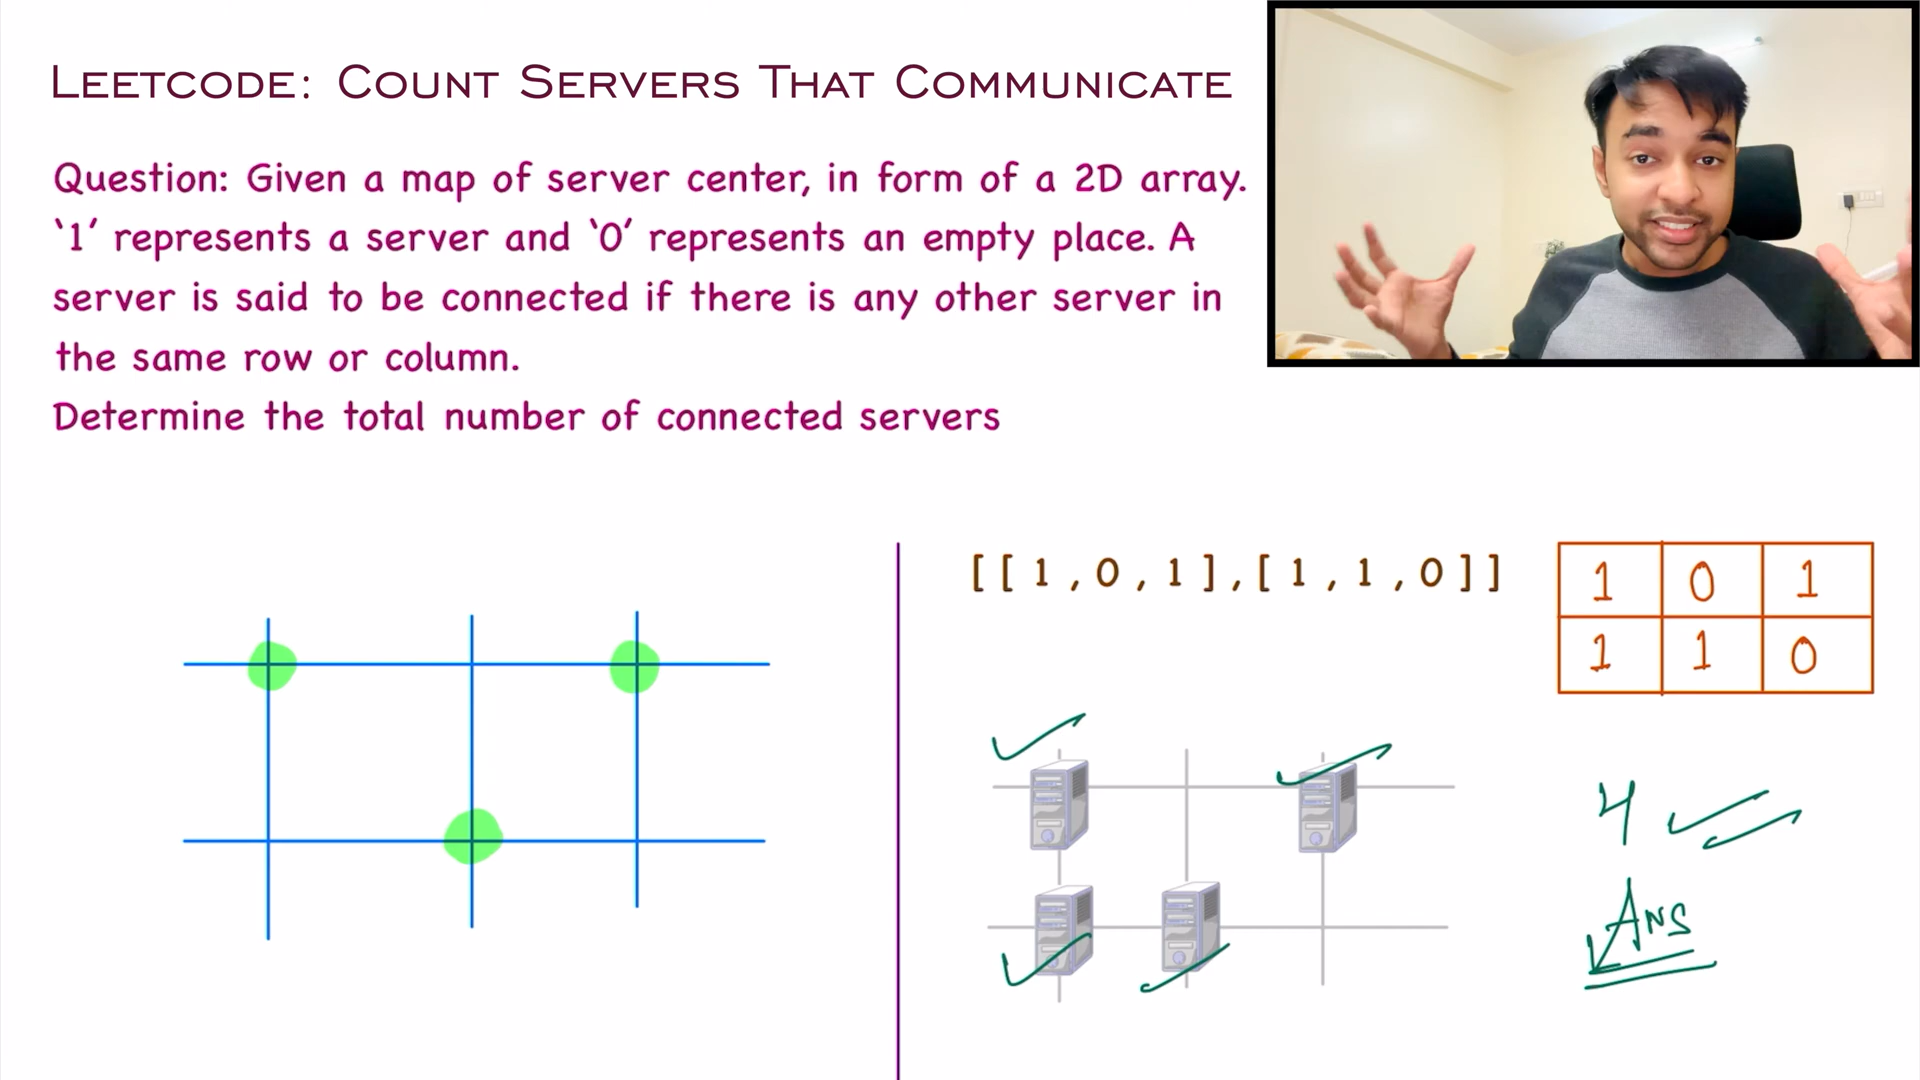 LEETCODE: COUNT SERVERS THAT COMMUNICATE
Question: Given a map of server center, in form of a 2D array.
‘1’ represents a server and ‘0’ represents an empty place. A
server is said to be connected if there is any other server in
the same row or column.
Determine the total number of connected servers
[[1,0,1],[1,1,0]]
1 0 1
1 1 0
4
ANS